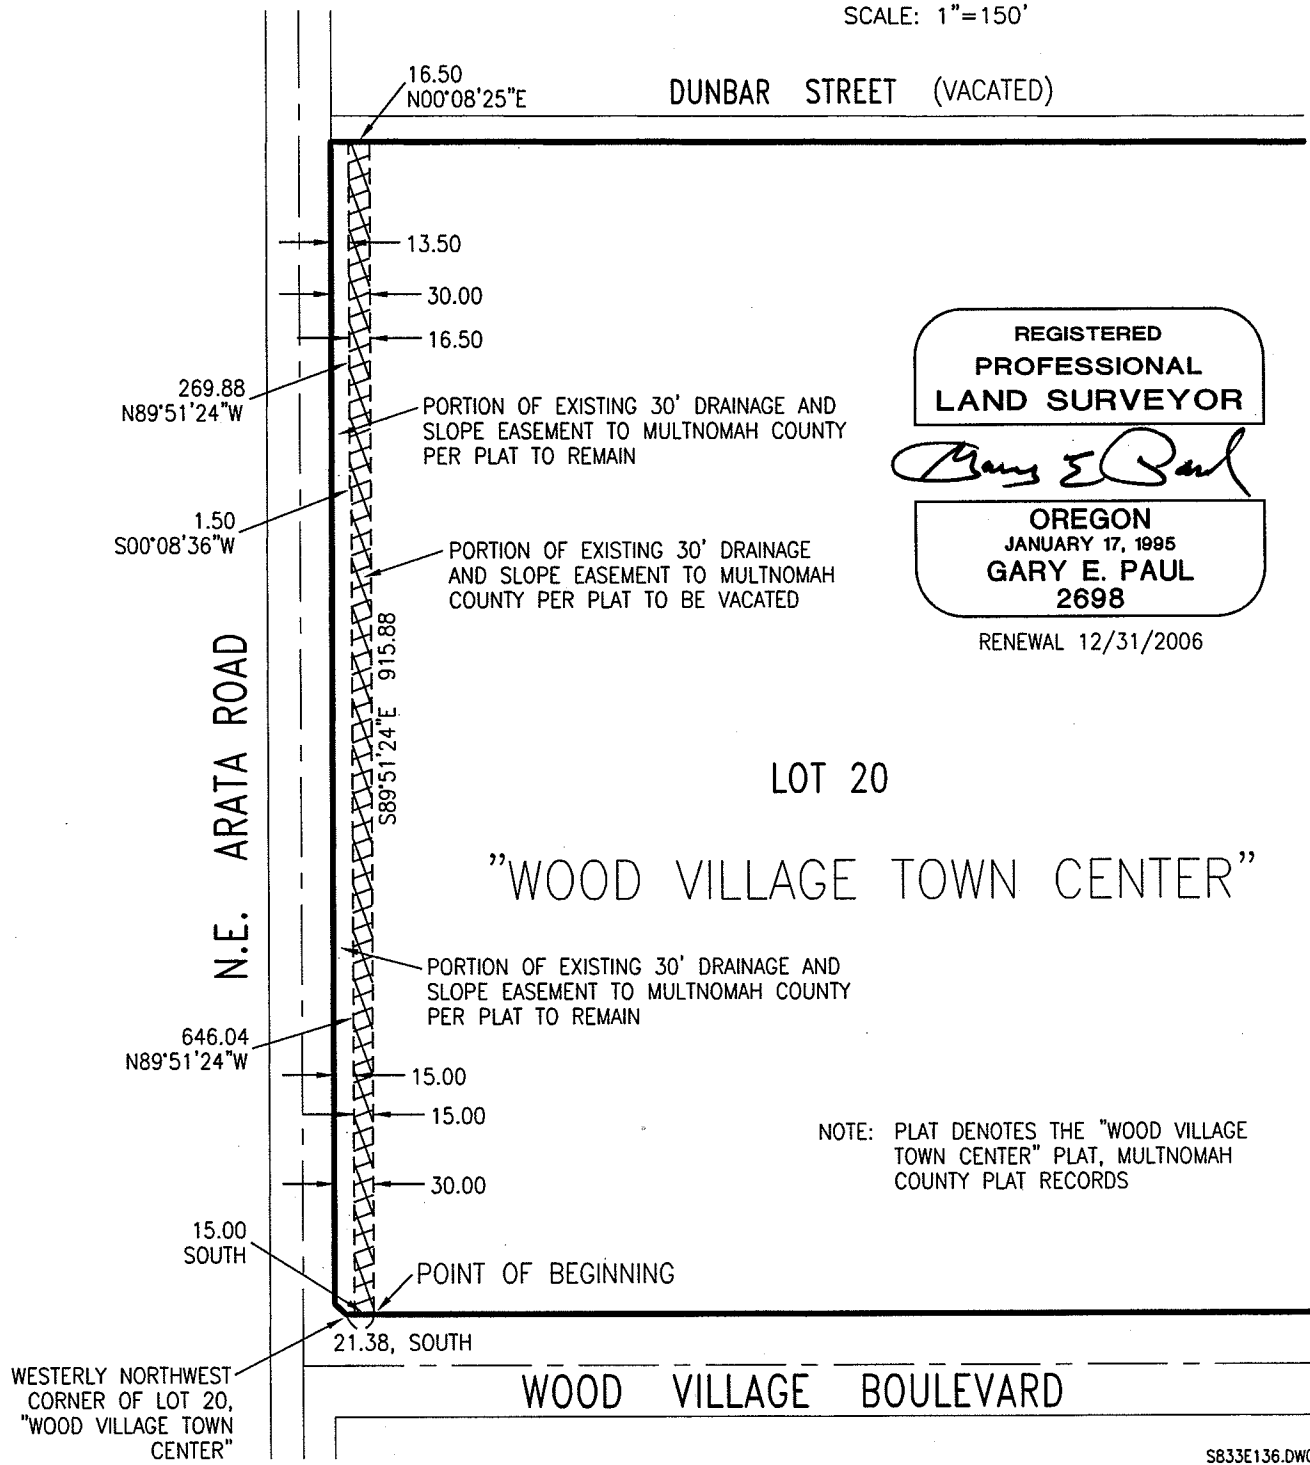 SCALE: 1"=150'
16.50
N00°08'25"E
DUNBAR STREET (VACATED)
13.50
30.00
16.50
269.88
N89°51'24"W
PORTION OF EXISTING 30' DRAINAGE AND
SLOPE EASEMENT TO MULTNOMAH COUNTY
PER PLAT TO REMAIN
REGISTERED
PROFESSIONAL
LAND SURVEYOR
Gary E Paul
OREGON
JANUARY 17, 1995
GARY E. PAUL
2698
RENEWAL 12/31/2006
1.50
S00°08'36"W
PORTION OF EXISTING 30' DRAINAGE
AND SLOPE EASEMENT TO MULTNOMAH
COUNTY PER PLAT TO BE VACATED
S89°51'24"E 915.88
N.E. ARATA ROAD
LOT 20
"WOOD VILLAGE TOWN CENTER"
PORTION OF EXISTING 30' DRAINAGE AND
SLOPE EASEMENT TO MULTNOMAH COUNTY
PER PLAT TO REMAIN
646.04
N89°51'24"W
15.00
15.00
30.00
NOTE: PLAT DENOTES THE "WOOD VILLAGE
TOWN CENTER" PLAT, MULTNOMAH
COUNTY PLAT RECORDS
15.00
SOUTH
POINT OF BEGINNING
21.38, SOUTH
WESTERLY NORTHWEST
CORNER OF LOT 20,
"WOOD VILLAGE TOWN
CENTER"
WOOD VILLAGE BOULEVARD
S833E136.DWG